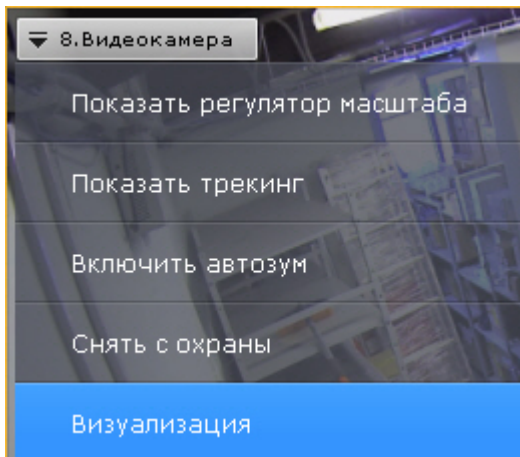 8.Видеокамера
Показать регулятор масштаба
Показать трекинг
Включить автозум
Снять с охраны
Визуализация